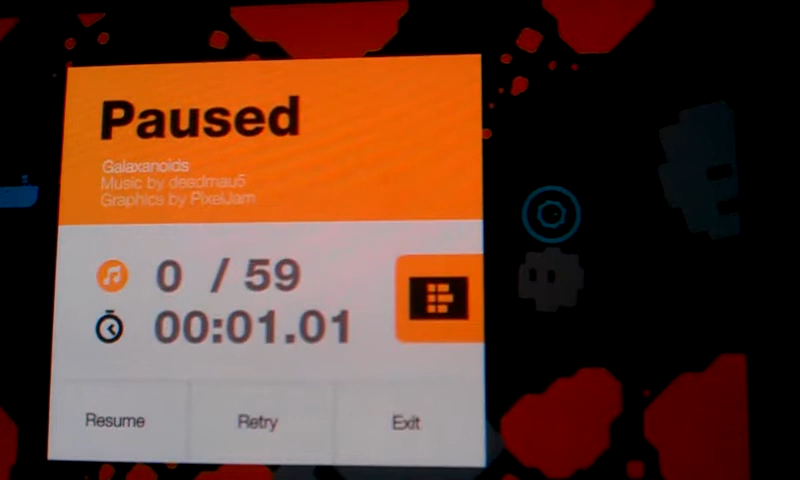 Paused
Galaxanoids
Music by deadmau5
Graphics by PixelJam
0 / 59
00:01.01
Resume
Retry
Exit